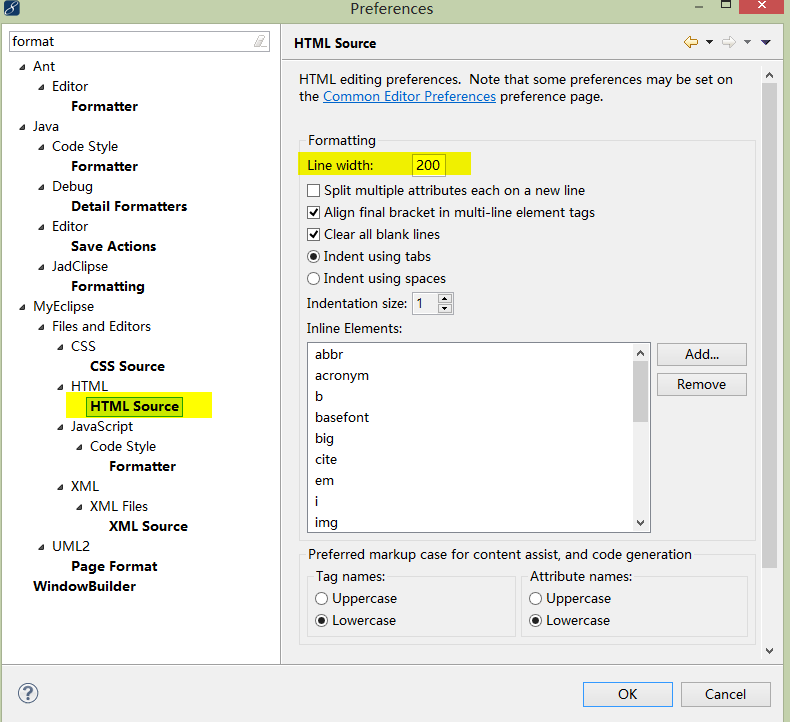 Preferences
format
Ant
Editor
Formatter
Java
Code Style
Formatter
Debug
Detail Formatters
Editor
Save Actions
JadClipse
Formatting
MyEclipse
Files and Editors
CSS
CSS Source
HTML
HTML Source
JavaScript
Code Style
Formatter
XML
XML Files
XML Source
UML2
Page Format
WindowBuilder
HTML Source
HTML editing preferences.  Note that some preferences may be set on
the Common Editor Preferences preference page.
Formatting
Line width: 200
Split multiple attributes each on a new line
Align final bracket in multi-line element tags
Clear all blank lines
Indent using tabs
Indent using spaces
Indentation size: 1
Inline Elements:
abbr
acronym
b
basefont
big
cite
em
i
img
Add...
Remove
Preferred markup case for content assist, and code generation
Tag names:
Uppercase
Lowercase
Attribute names:
Uppercase
Lowercase
?
OK
Cancel